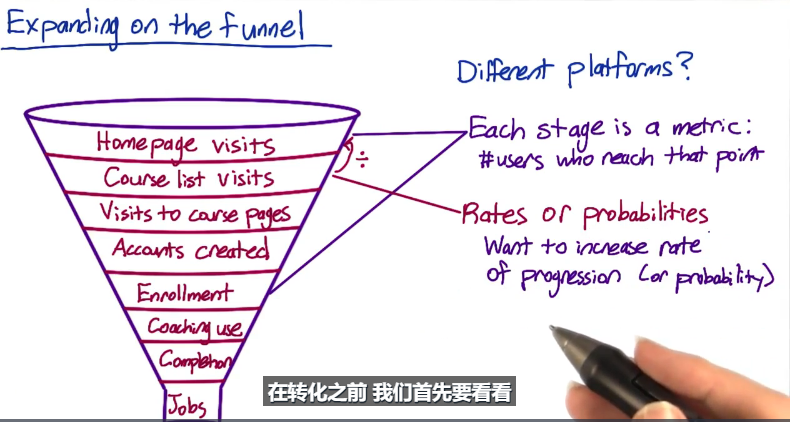 Expanding on the funnel
Different platforms?
Homepage visits
Course list visits
Visits to course pages
Accounts created
Enrollment
Coaching use
Completion
Jobs
÷
Each stage is a metric:
#users who reach that point
Rates or probabilities
Want to increase rate
of progression (or probability)
在转化之前 我们首先要看看